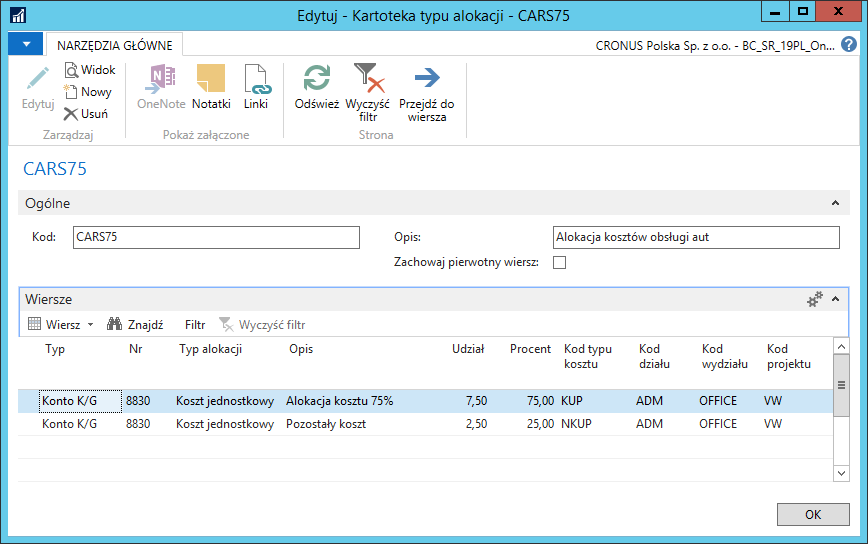 Edytuj - Kartoteka typu alokacji - CARS75
NARZĘDZIA GŁÓWNE
CRONUS Polska Sp. z o.o. - BC_SR_19PL_On... ?
Edytuj
Widok
Nowy
Usuń
Zarządzaj
OneNote Notatki Linki
Pokaż załączone
Odśwież Wyczyść filtr Przejdź do wiersza
Strona
CARS75
Ogólne
Kod: CARS75
Opis: Alokacja kosztów obsługi aut
Zachowaj pierwotny wiersz:
Wiersze
Wiersz Znajdź Filtr Wyczyść filtr
Typ Nr Typ alokacji Opis Udział Procent Kod typu kosztu Kod działu Kod wydziału Kod projektu
Konto K/G 8830 Koszt jednostkowy Alokacja kosztu 75% 7,50 75,00 KUP ADM OFFICE VW
Konto K/G 8830 Koszt jednostkowy Pozostały koszt 2,50 25,00 NKUP ADM OFFICE VW
OK